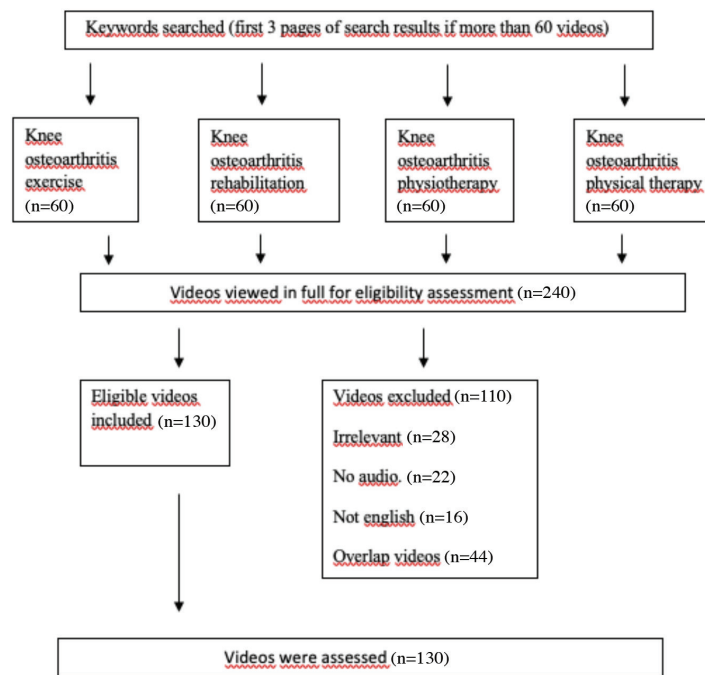 Keywords searched (first 3 pages of search results if more than 60 videos)
Knee
osteoarthritis
exercise
(n=60)
Knee
osteoarthritis
rehabilitation
(n=60)
Knee
osteoarthritis
physiotherapy
(n=60)
Knee
osteoarthritis
physical therapy
(n=60)
Videos viewed in full for eligibility assessment (n=240)
Eligible videos
included (n=130)
Videos excluded (n=110)
Irrelevant (n=28)
No audio. (n=22)
Not english (n=16)
Overlap videos (n=44)
Videos were assessed (n=130)